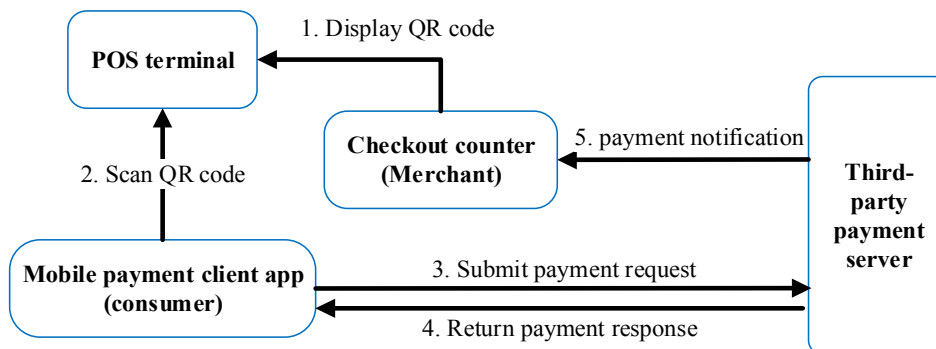 1. Display QR code
POS terminal
Checkout counter
(Merchant)
5. payment notification
2. Scan QR code
Third-
party
payment
server
Mobile payment client app
(consumer)
3. Submit payment request
4. Return payment response